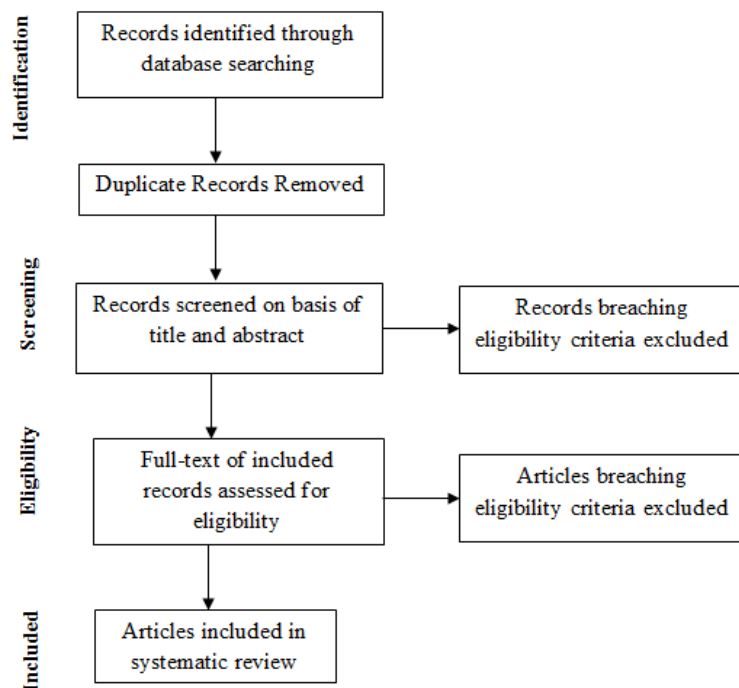 Identification
Records identified through
database searching
Duplicate Records Removed
Screening
Records screened on basis of
title and abstract
Records breaching
eligibility criteria excluded
Eligibility
Full-text of included
records assessed for
eligibility
Articles breaching
eligibility criteria excluded
Included
Articles included in
systematic review